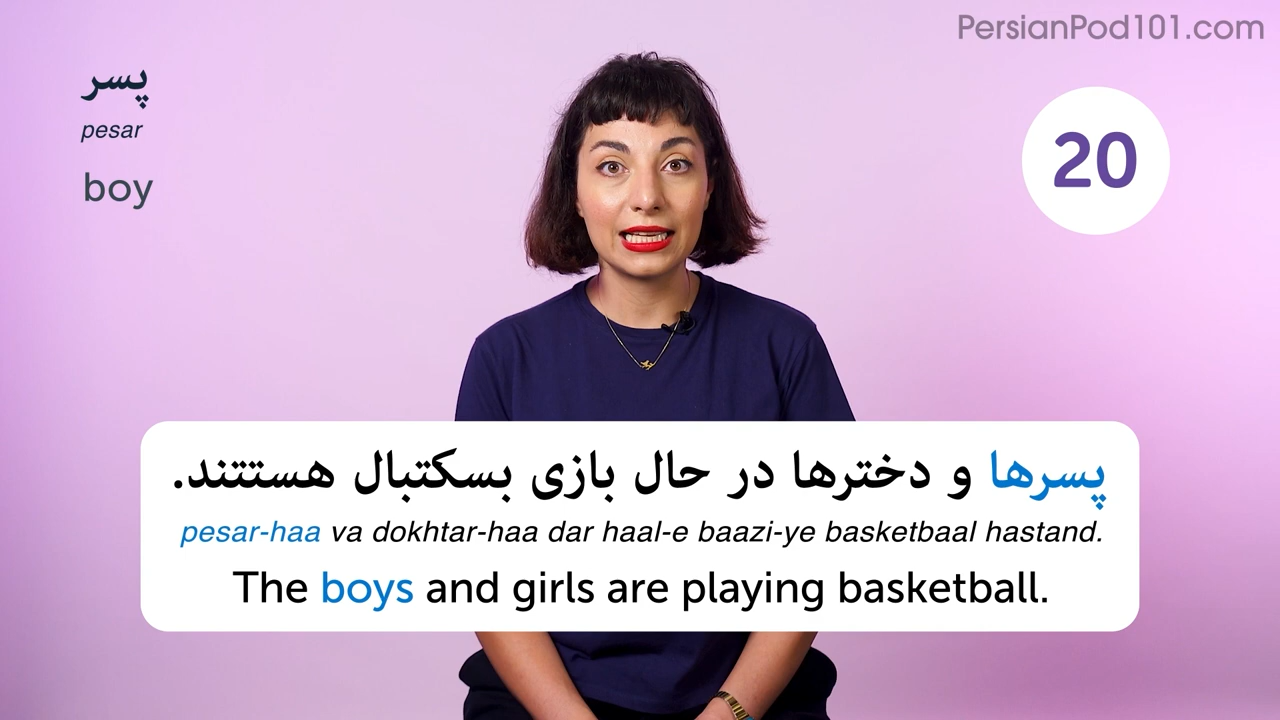 PersianPod101.com
پسر
pesar
boy
20
پسرها و دخترها در حال بازی بسکتبال هستتند.
pesar-haa va dokhtar-haa dar haal-e baazi-ye basketbaal hastand.
The boys and girls are playing basketball.